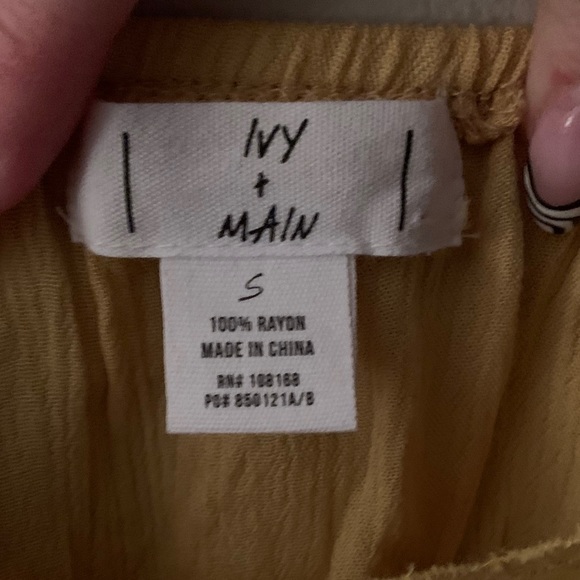 IVY
+
MAIN
S
100% RAYON
MADE IN CHINA
RN# 108168
PO# 850121A/B